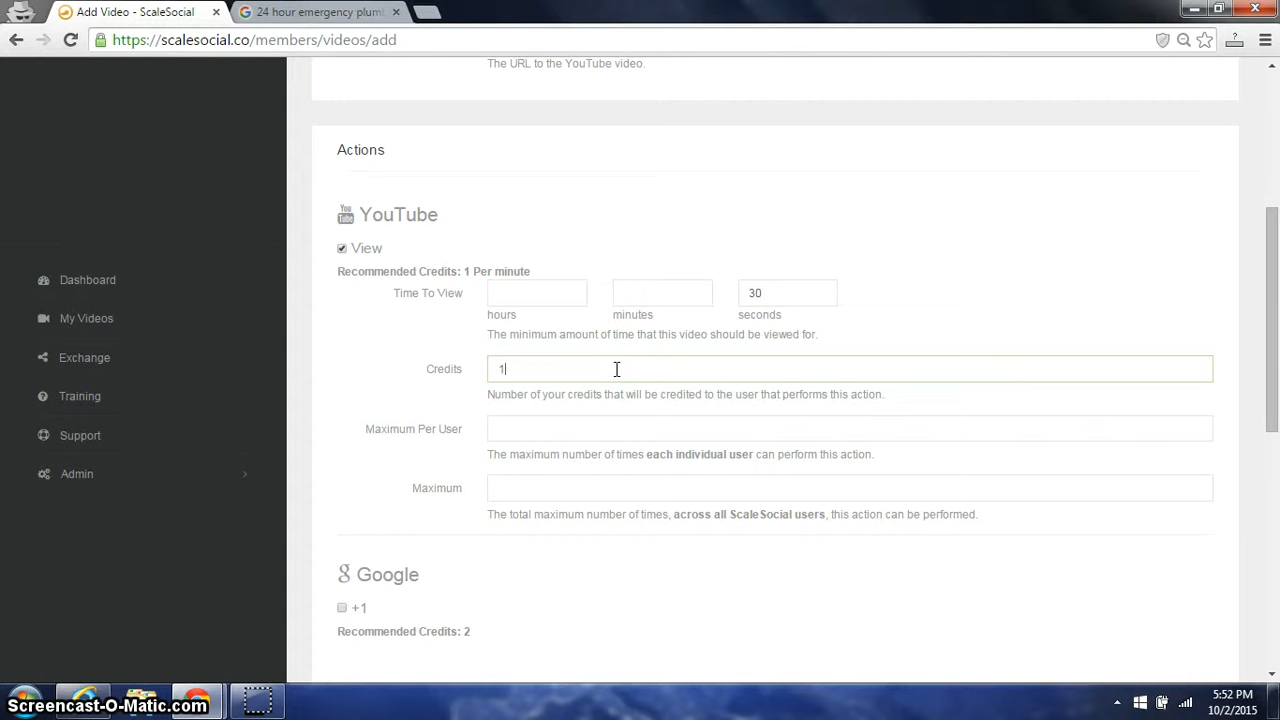 Add Video - ScaleSocial
24 hour emergency plumb
https://scalesocial.co/members/videos/add
The URL to the YouTube video.
Actions
You Tube YouTube
View
Recommended Credits: 1 Per minute
Time To View 30
hours minutes seconds
The minimum amount of time that this video should be viewed for.
Credits 1
Number of your credits that will be credited to the user that performs this action.
Maximum Per User
The maximum number of times each individual user can perform this action.
Maximum
The total maximum number of times, across all ScaleSocial users, this action can be performed.
Google
+1
Recommended Credits: 2
Dashboard
My Videos
Exchange
Training
Support
Admin
Screencast-O-Matic.com
5:52 PM
10/2/2015